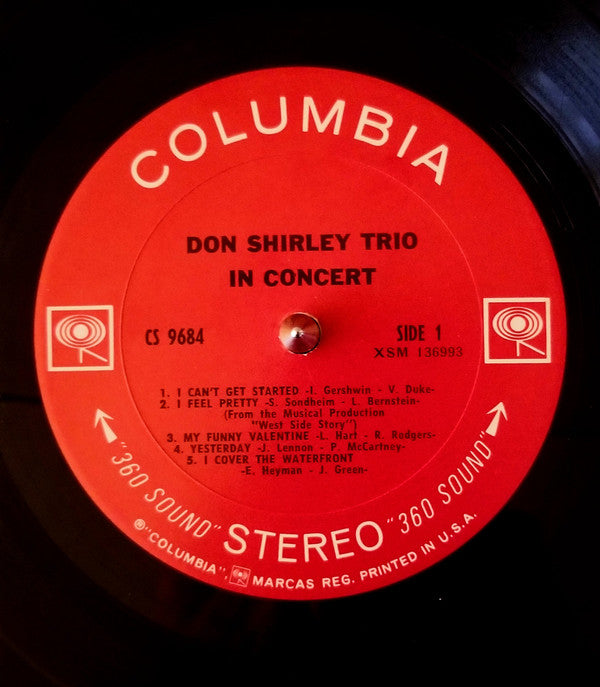 COLUMBIA
DON SHIRLEY TRIO
IN CONCERT
CS 9684
SIDE 1
XSM 136993
1. I CAN'T GET STARTED -I. Gershwin - V. Duke-
2. I FEEL PRETTY -S. Sondheim - L. Bernstein-
(From the Musical Production
"West Side Story")
3. MY FUNNY VALENTINE -L. Hart - R. Rodgers-
4. YESTERDAY -J. Lennon - P. McCartney-
5. I COVER THE WATERFRONT
-E. Heyman - J. Green-
"360 SOUND" STEREO "360 SOUND"
®"COLUMBIA", MARCAS REG. PRINTED IN U.S.A.